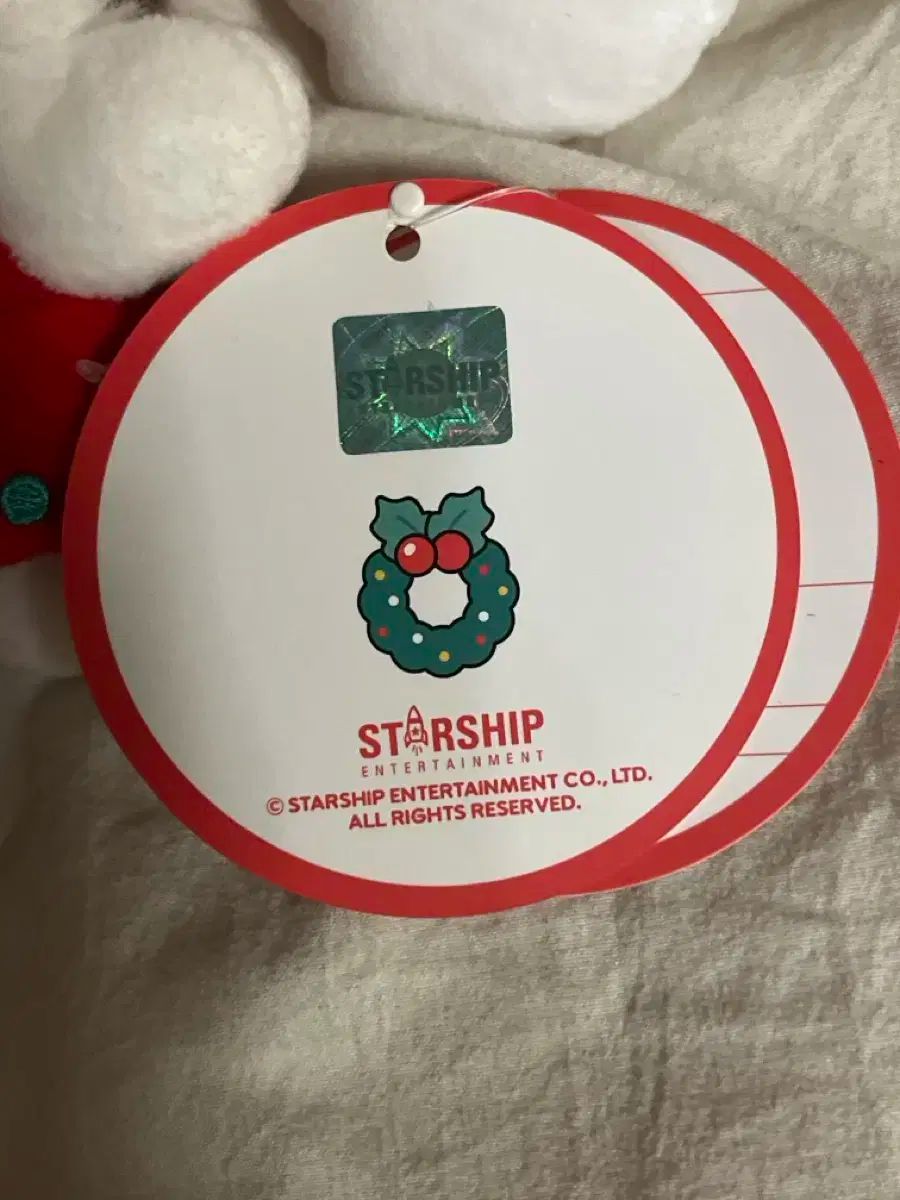 STARSHIP
STARSHIP
ENTERTAINMENT
© STARSHIP ENTERTAINMENT CO., LTD.
ALL RIGHTS RESERVED.